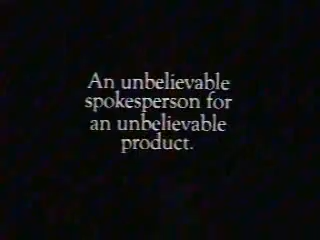 An unbelievable
spokesperson for
an unbelievable
product.